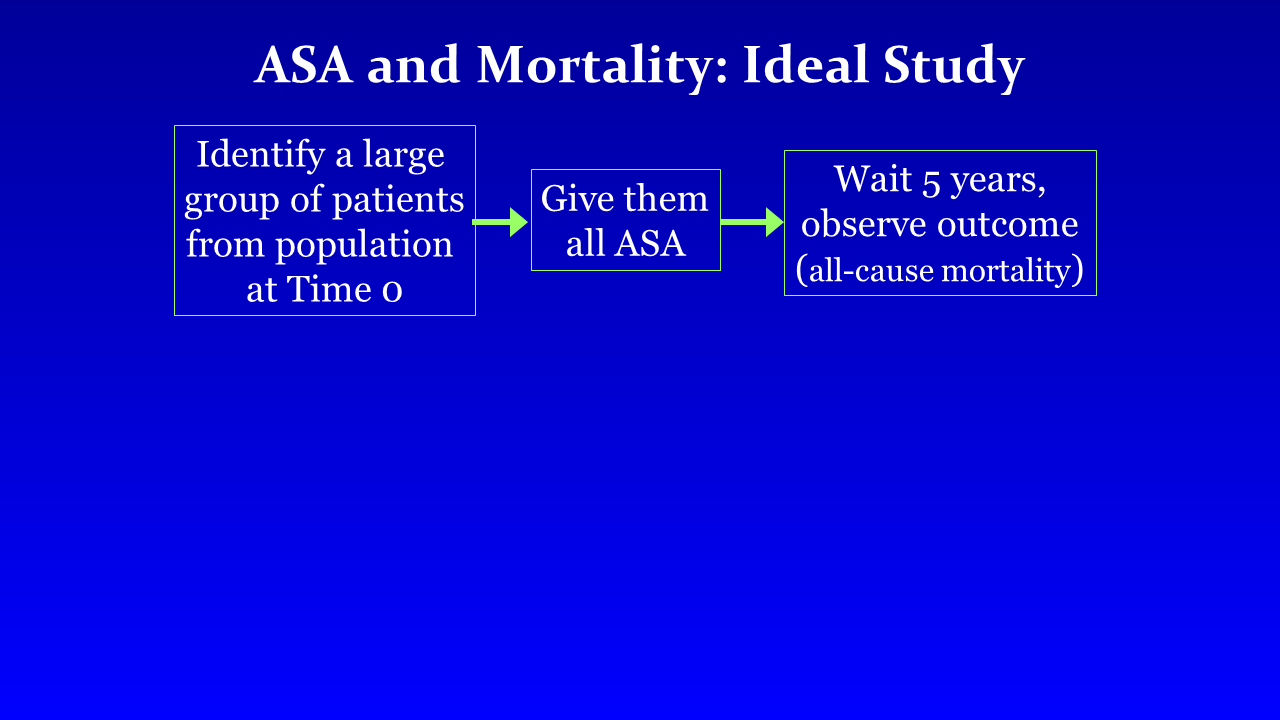 ASA and Mortality: Ideal Study
Identify a large
group of patients
from population
at Time 0
Give them
all ASA
Wait 5 years,
observe outcome
(all-cause mortality)